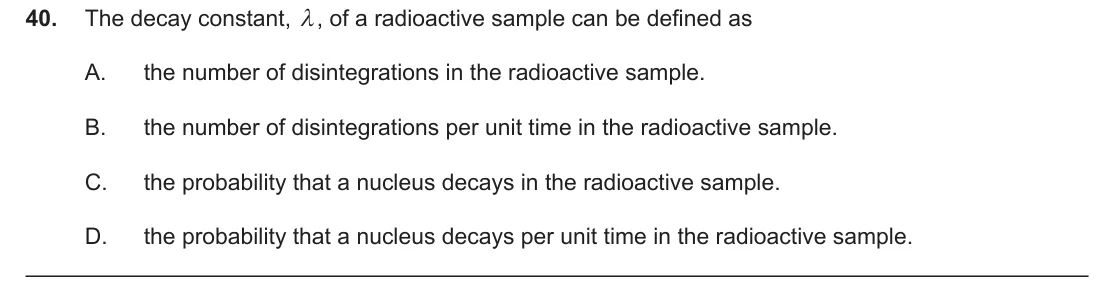 40. The decay constant, λ, of a radioactive sample can be defined as
A. the number of disintegrations in the radioactive sample.
B. the number of disintegrations per unit time in the radioactive sample.
C. the probability that a nucleus decays in the radioactive sample.
D. the probability that a nucleus decays per unit time in the radioactive sample.